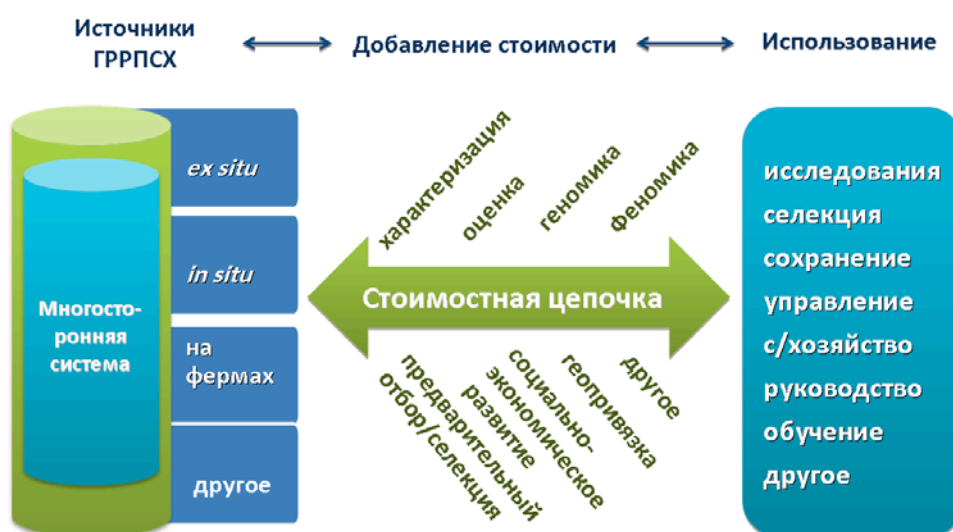 Источники
ГРРПСХ
Добавление стоимости
Использование
ex situ
in situ
на
фермах
другое
Многосто-
ронняя
система
характеризация
оценка
геномика
Феномика
Стоимостная цепочка
предварительный
отбор/селекция
социально-
экономическое
развитие
геопривязка
другое
исследования
селекция
сохранение
управление
с/хозяйство
руководство
обучение
другое